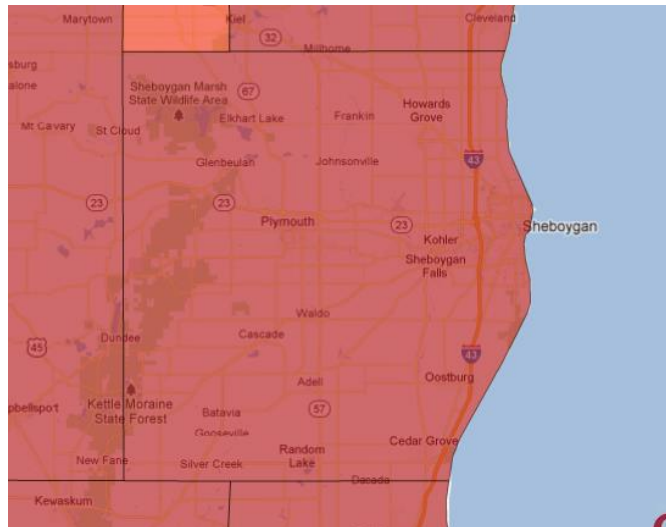 Marytown
Kiel
Cleveland
32
Millhome
sburg
alone
Sheboygan Marsh
State Wildlife Area
67
Howards
Grove
Elkhart Lake
Frankin
Mt Cavary
St Cloud
Glenbeulah
Johnsonville
43
23
23
Plymouth
23
Sheboygan
Kohler
Sheboygan
Falls
Waldo
Dundee
Cascade
45
43
Adell
Oostburg
Kettle Moraine
State Forest
pbellsport
Batavia
57
Gooseville
Cedar Grove
Random
Lake
New Fane
Silver Creek
Dacada
Kewaskum